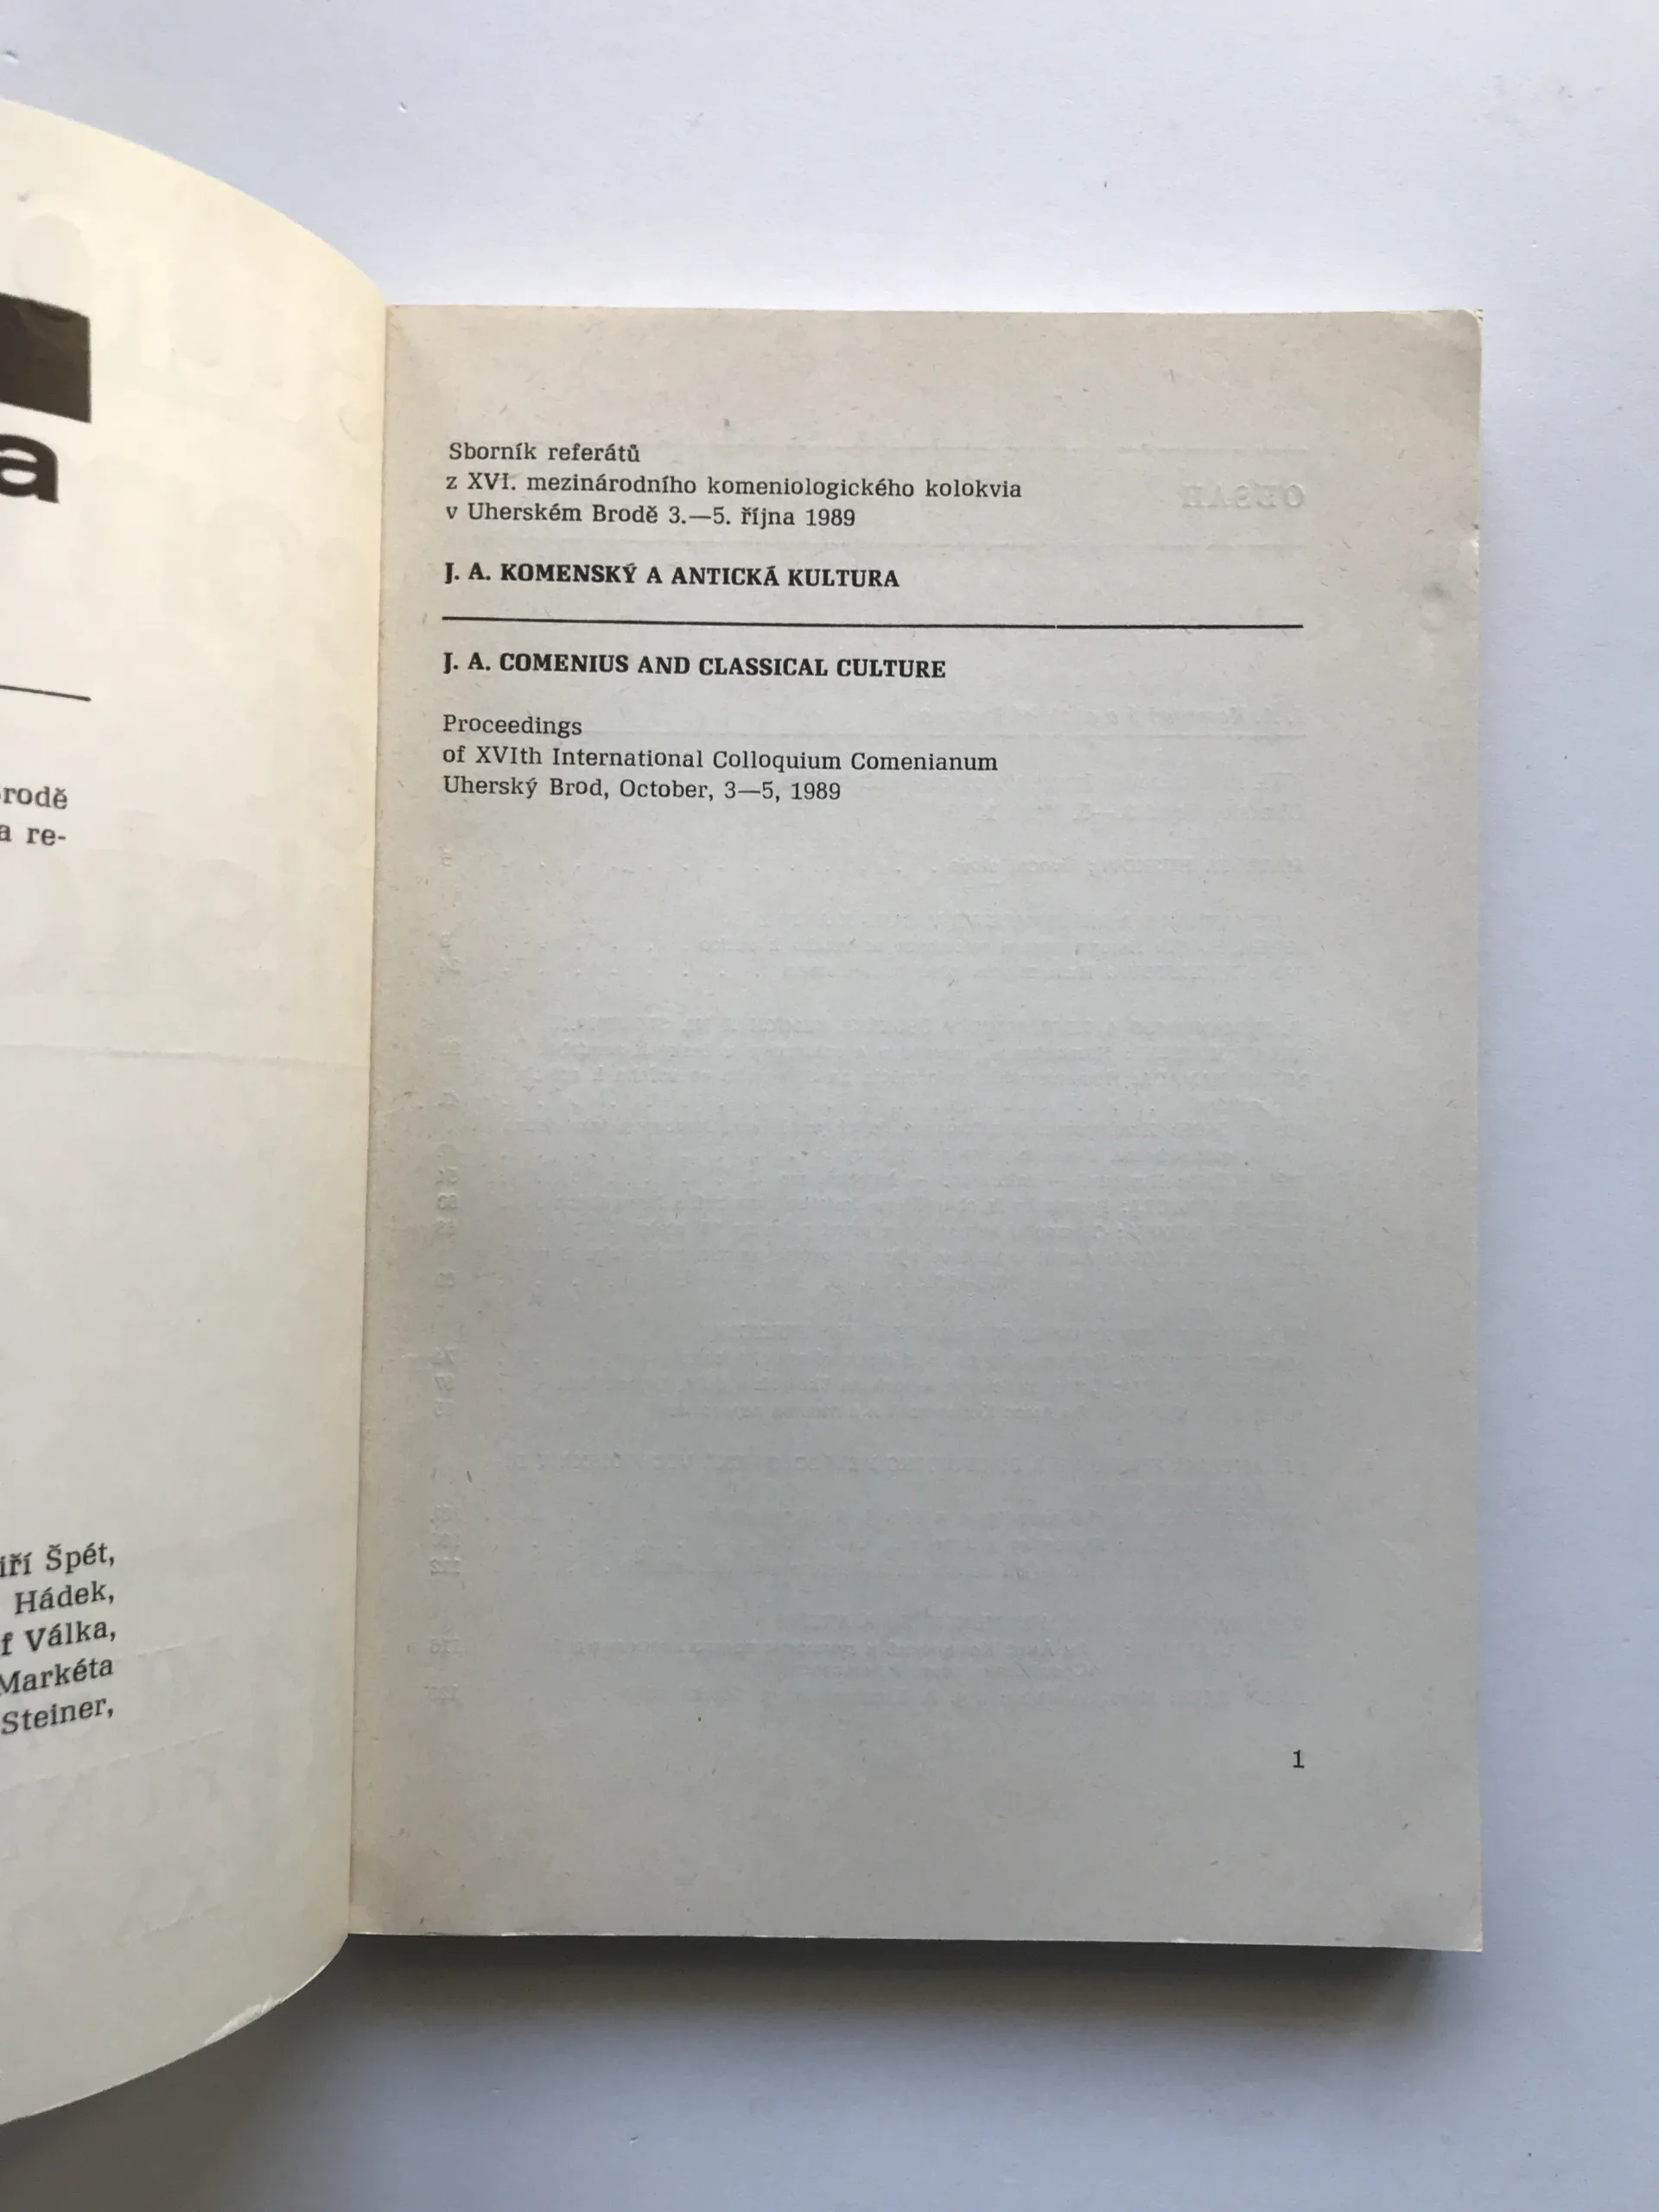 a
rodě
a re-
iří Špét,
Hádek,
f Válka,
Markéta
Steiner,
Sborník referátů
z XVI. mezinárodního komeniologického kolokvia
v Uherském Brodě 3.—5. října 1989
J. A. KOMENSKÝ A ANTICKÁ KULTURA
J. A. COMENIUS AND CLASSICAL CULTURE
Proceedings
of XVIth International Colloquium Comenianum
Uherský Brod, October, 3—5, 1989
1